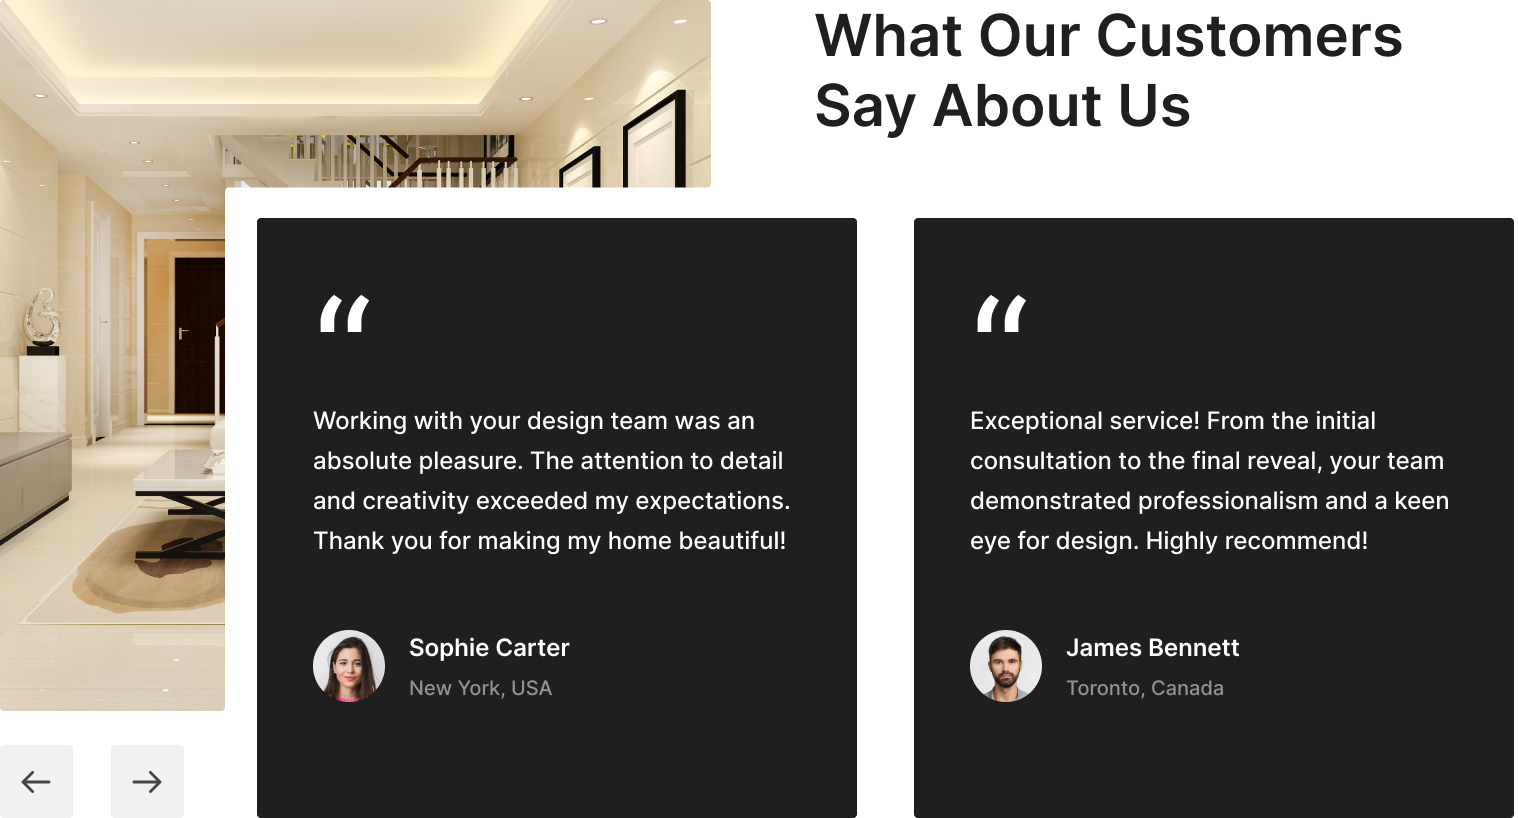 What Our Customers
Say About Us
“
Working with your design team was an
absolute pleasure. The attention to detail
and creativity exceeded my expectations.
Thank you for making my home beautiful!
Sophie Carter
New York, USA
“
Exceptional service! From the initial
consultation to the final reveal, your team
demonstrated professionalism and a keen
eye for design. Highly recommend!
James Bennett
Toronto, Canada